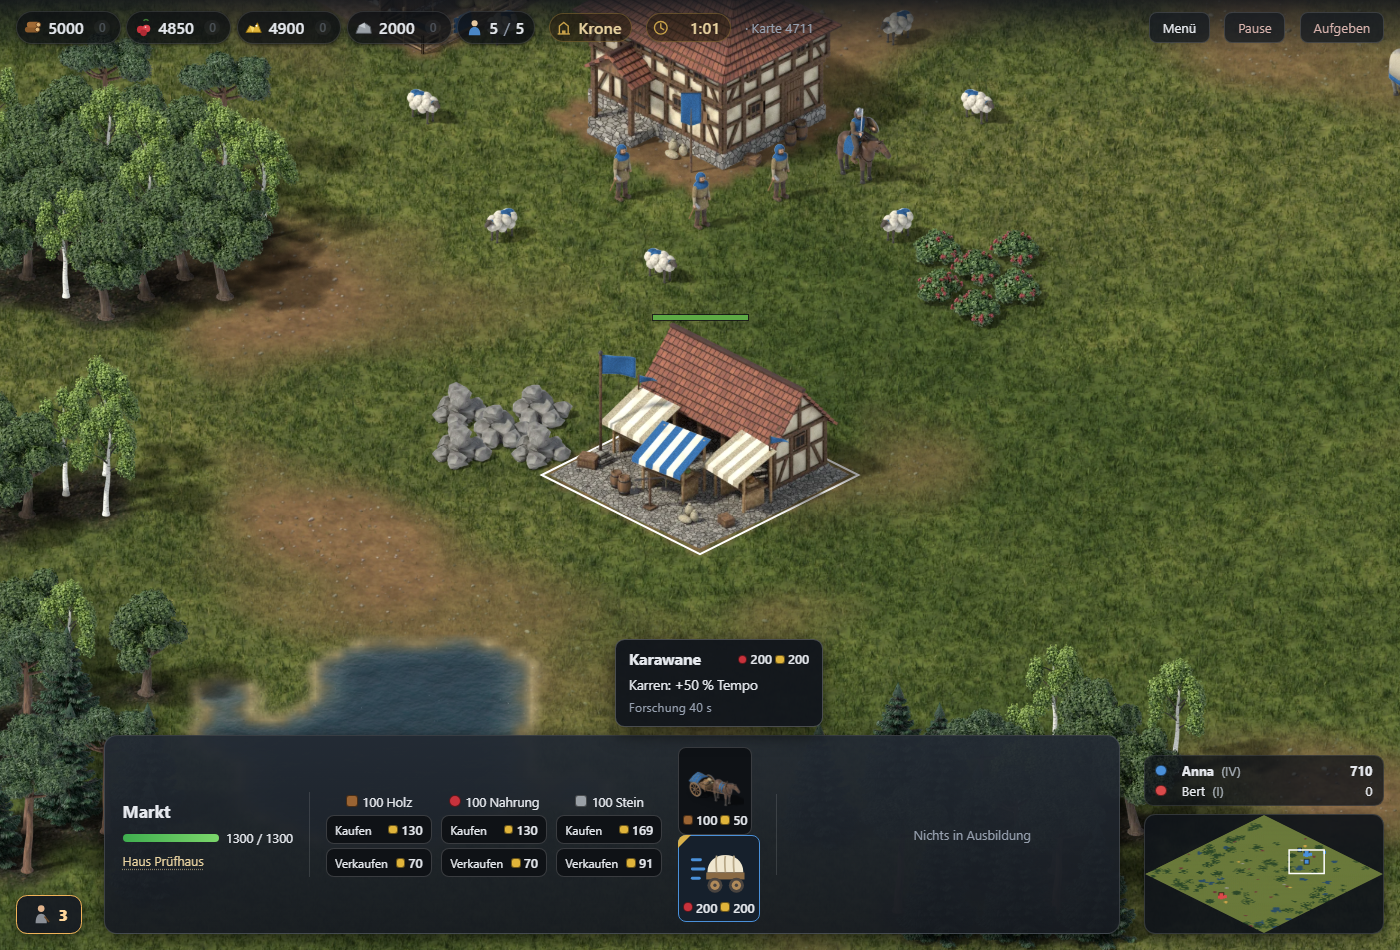 5000 0 4850 0 4900 0 2000 0 5 / 5 Krone 1:01 · Karte 4711 Menü Pause Aufgeben
Karawane 200 200
Karren: +50 % Tempo
Forschung 40 s
Markt
1300 / 1300
Haus Prüfhaus
100 Holz 100 Nahrung 100 Stein
Kaufen 130 Kaufen 130 Kaufen 169
Verkaufen 70 Verkaufen 70 Verkaufen 91
100 50
200 200
Nichts in Ausbildung
Anna (IV) 710
Bert (I) 0
3